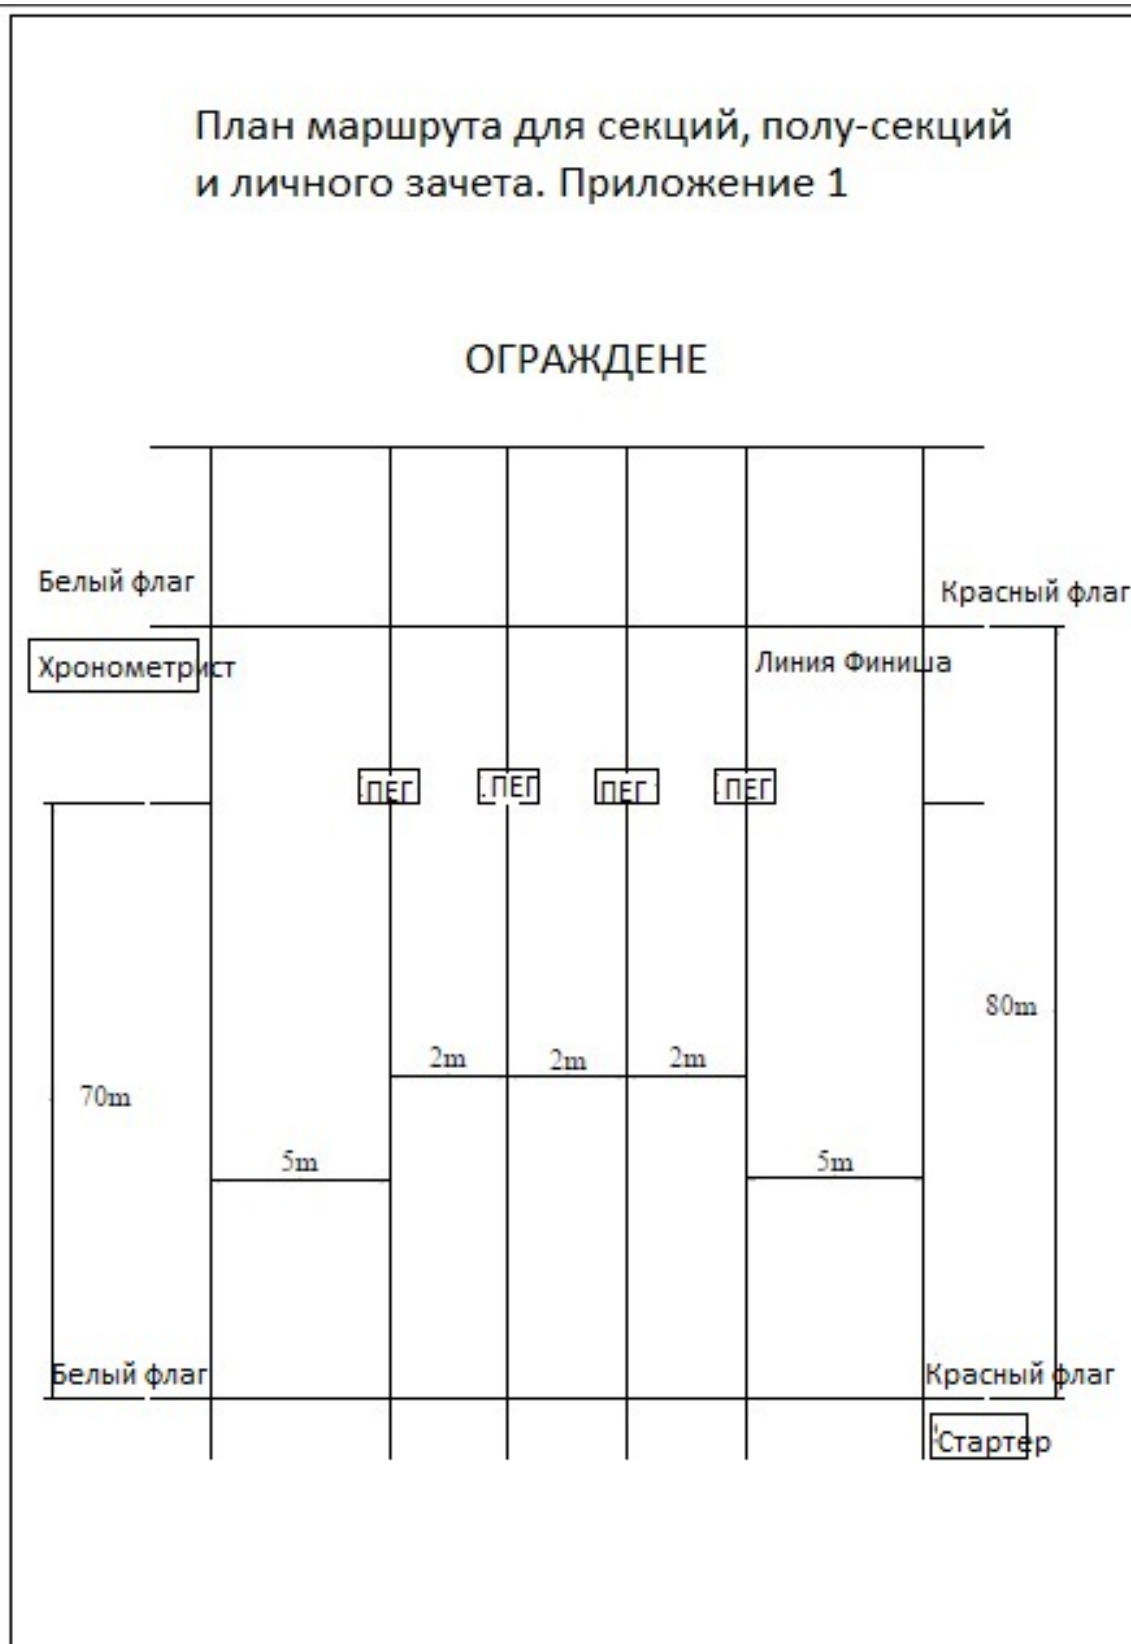 План маршрута для секций, полу-секций
и личного зачета. Приложение 1
ОГРАЖДЕНЕ
Белый флаг
Красный флаг
Хронометрист
Линия Финиша
ПЕГ
ПЕГ
ПЕГ
ПЕГ
80m
2m
2m
2m
70m
5m
5m
Белый флаг
Красный флаг
Стартер